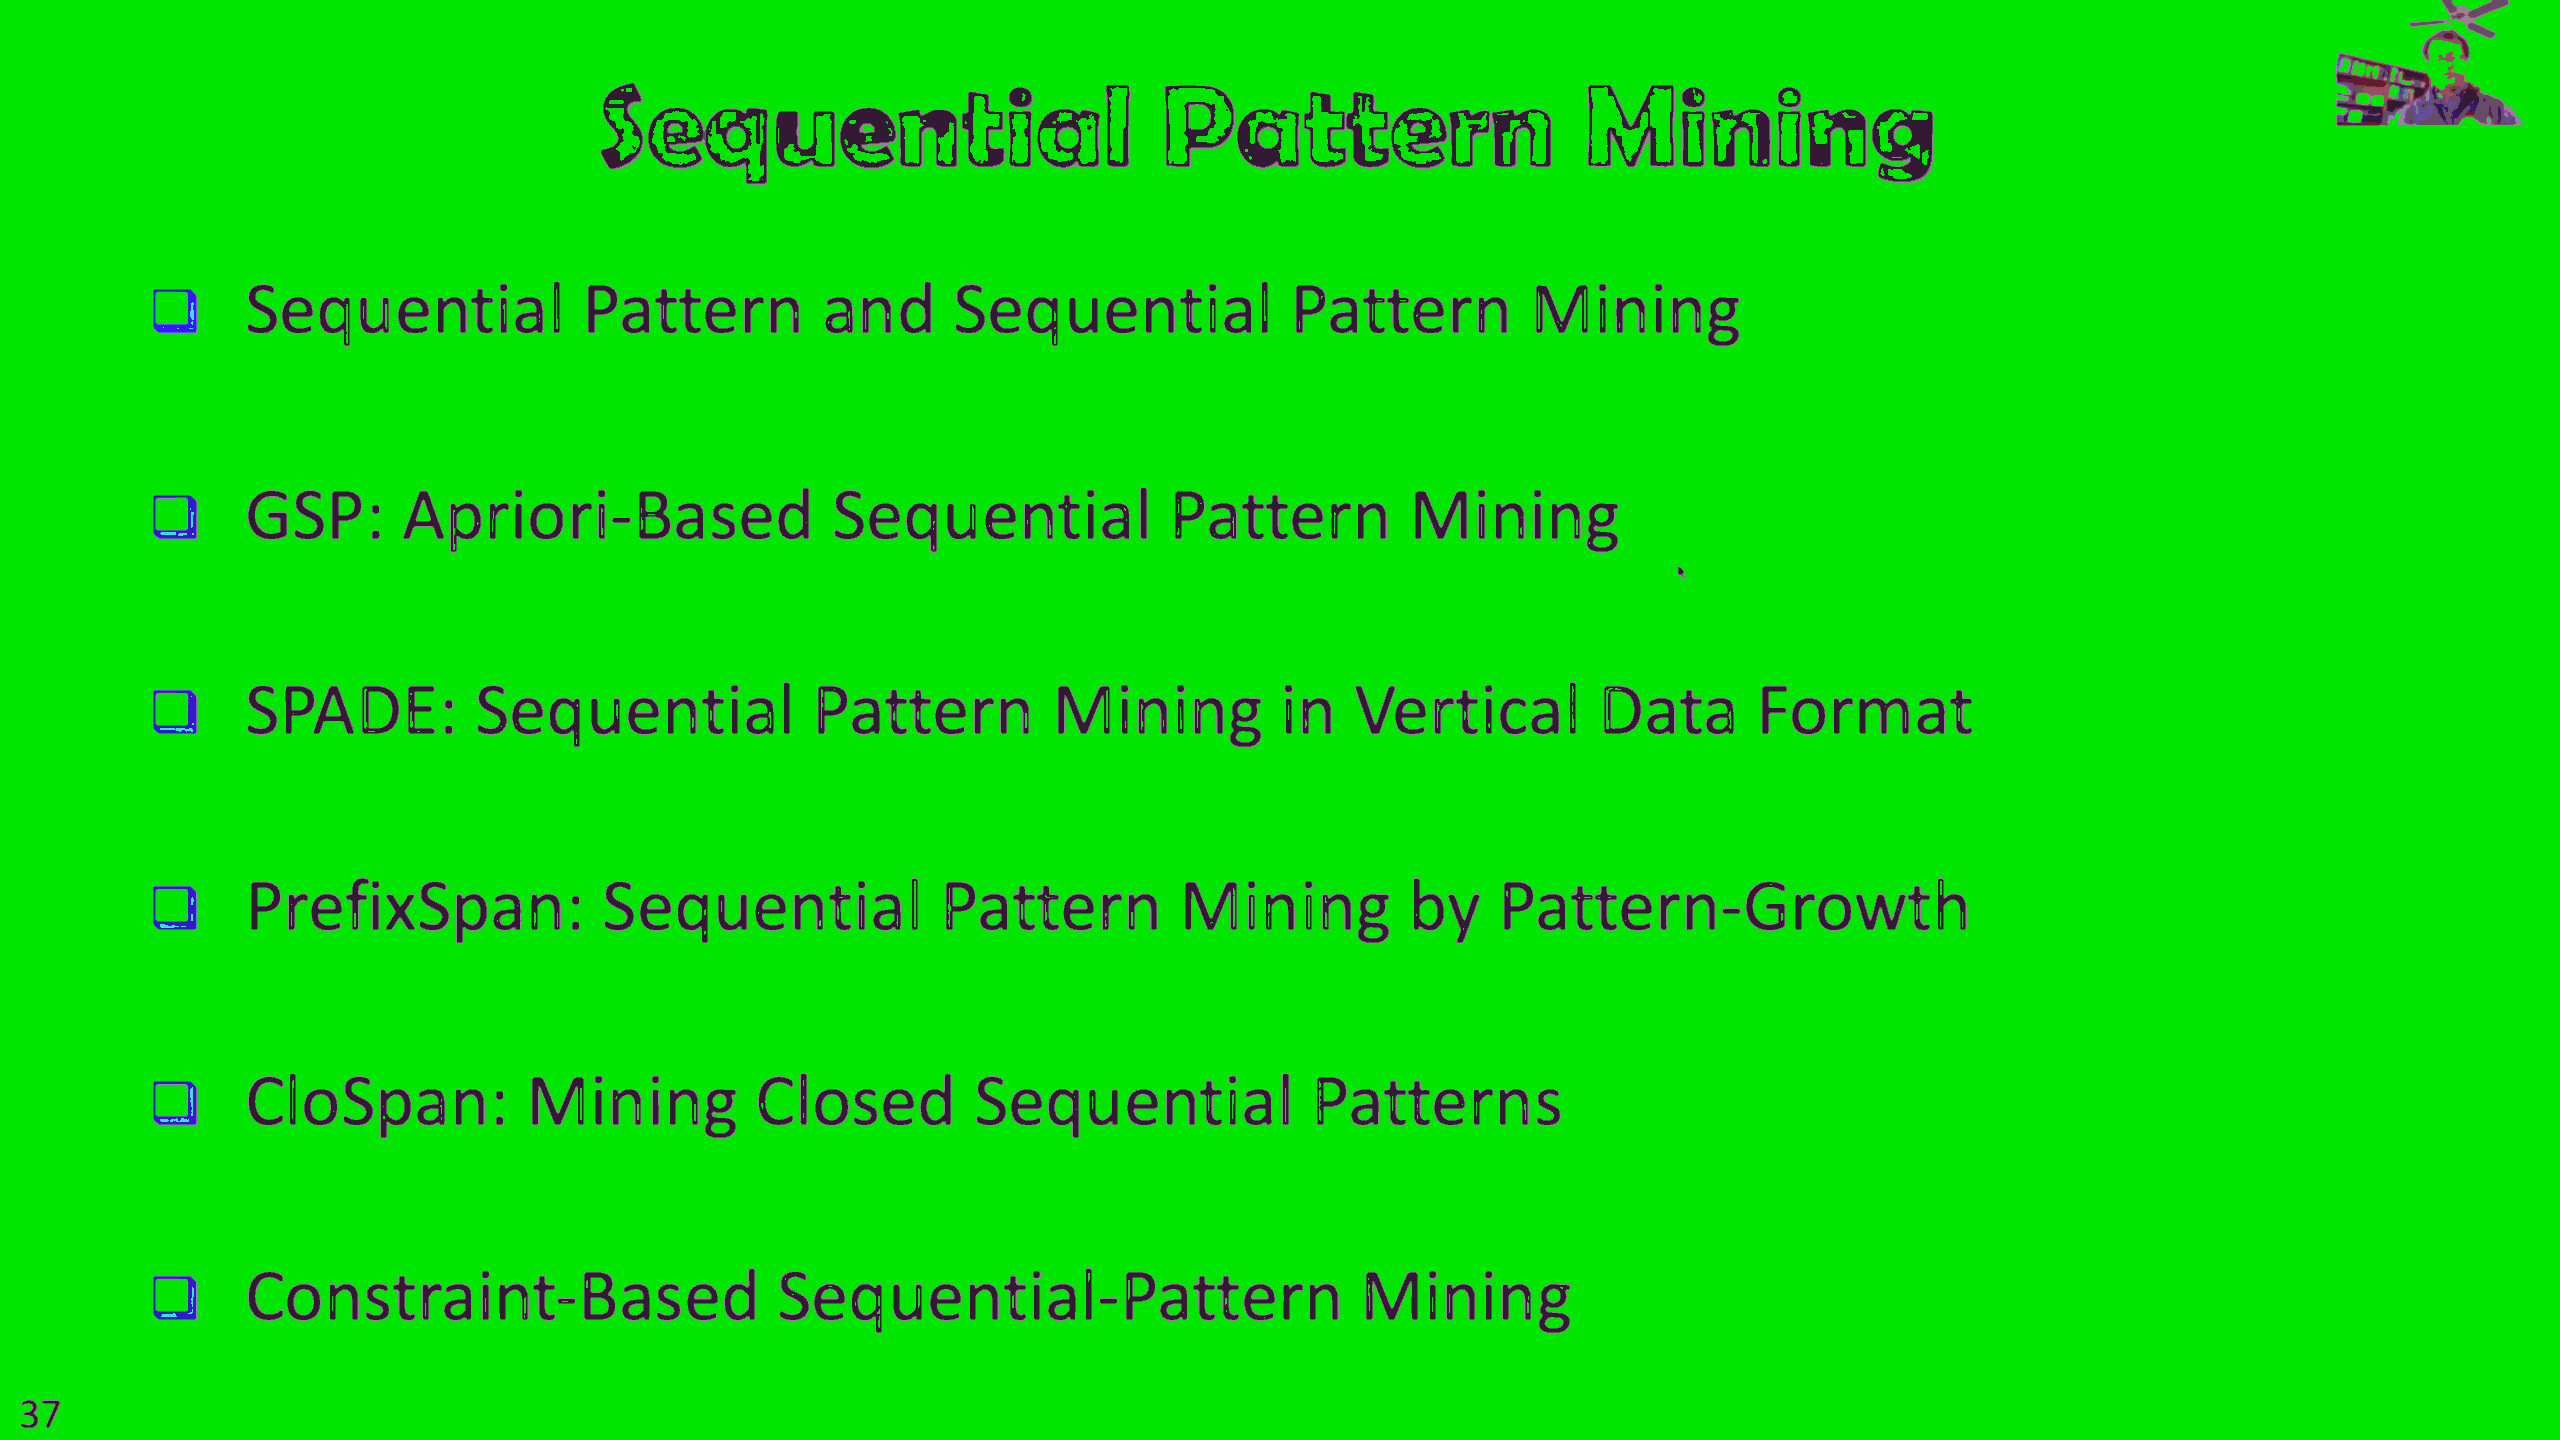 Sequential Pattern Mining
Sequential Pattern and Sequential Pattern Mining
GSP: Apriori-Based Sequential Pattern Mining
SPADE: Sequential Pattern Mining in Vertical Data Format
PrefixSpan: Sequential Pattern Mining by Pattern-Growth
CloSpan: Mining Closed Sequential Patterns
Constraint-Based Sequential-Pattern Mining
37